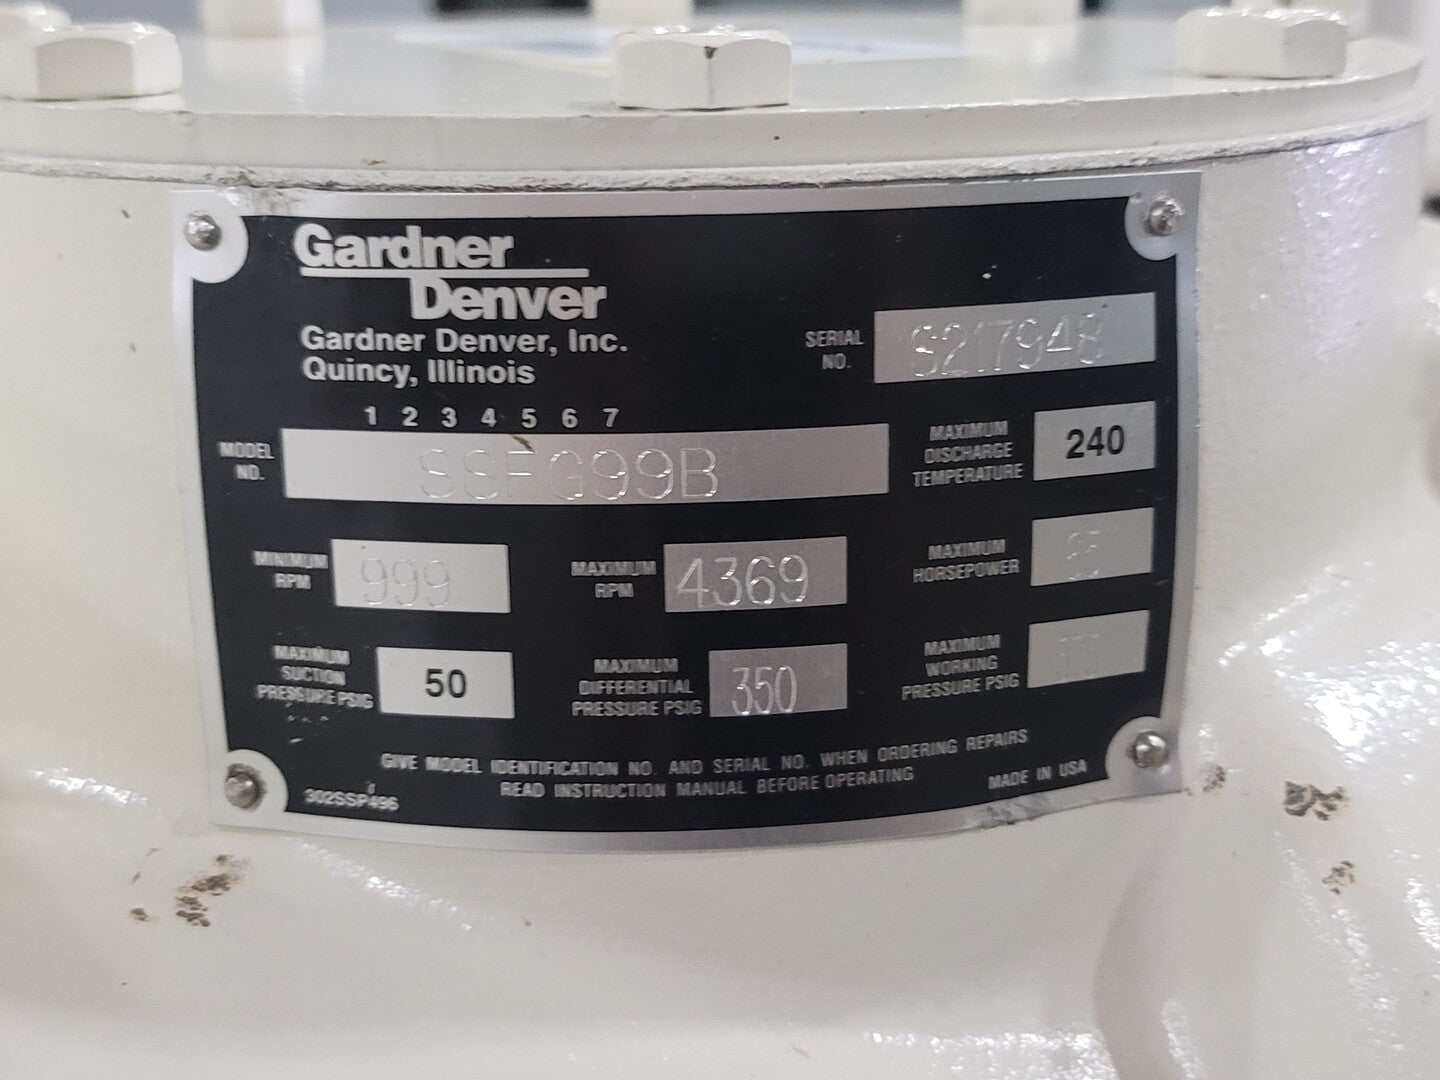 Gardner
Denver
Gardner Denver, Inc.
Quincy, Illinois
SERIAL
NO.
S217948
1 2 3 4 5 6 7
MODEL
NO.
SSFG99B
MAXIMUM
DISCHARGE
TEMPERATURE
240
MINIMUM
RPM
999
MAXIMUM
RPM
4369
MAXIMUM
HORSEPOWER
MAXIMUM
SUCTION
PRESSURE PSIG
50
MAXIMUM
DIFFERENTIAL
PRESSURE PSIG
350
MAXIMUM
WORKING
PRESSURE PSIG
GIVE MODEL IDENTIFICATION NO. AND SERIAL NO. WHEN ORDERING REPAIRS
READ INSTRUCTION MANUAL BEFORE OPERATING
302SSP496
MADE IN USA